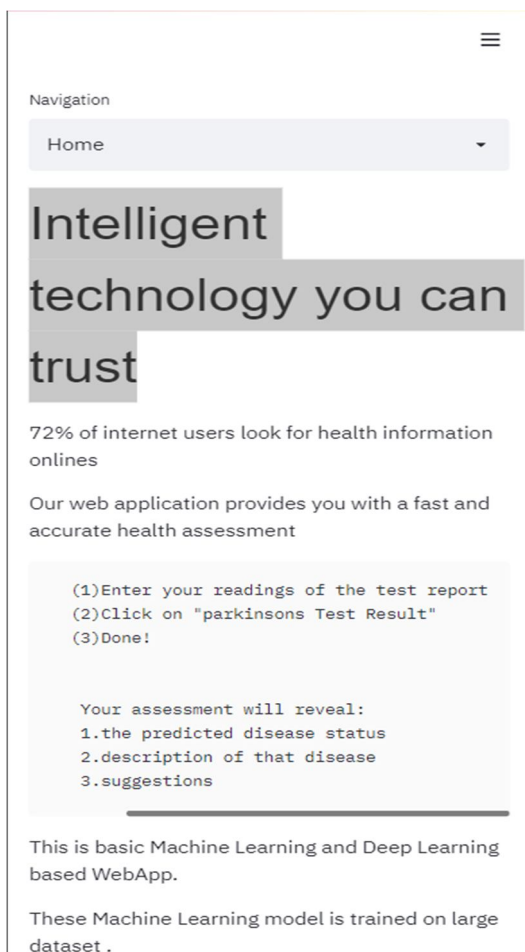 Navigation
Home
Intelligent
technology you can
trust
72% of internet users look for health information
onlines
Our web application provides you with a fast and
accurate health assessment
(1)Enter your readings of the test report
(2)Click on "parkinsons Test Result"
(3)Done!
Your assessment will reveal:
1.the predicted disease status
2.description of that disease
3.suggestions
This is basic Machine Learning and Deep Learning
based WebApp.
These Machine Learning model is trained on large
dataset .